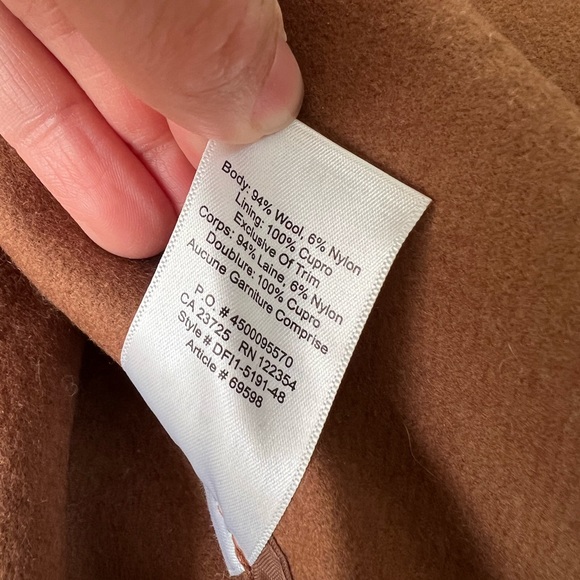 Body: 94% Wool, 6% Nylon
Lining: 100% Cupro
Exclusive Of Trim
Corps: 94% Laine, 6% Nylon
Doublure: 100% Cupro
Aucune Garniture Comprise
P.O. # 4500095570
CA 23725 RN 122354
Style # DFI1-5191-48
Article # 69598